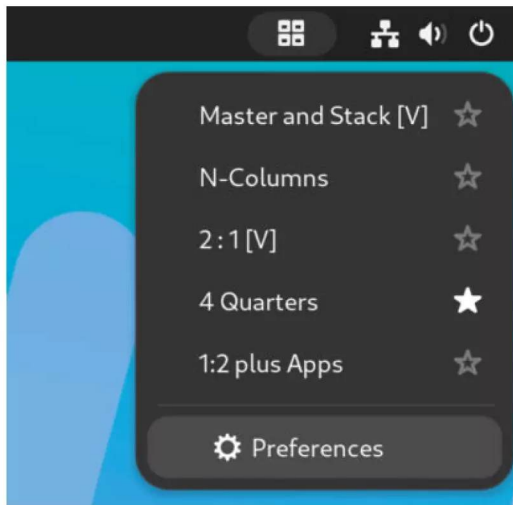 Master and Stack [V]
N-Columns
2 : 1 [V]
4 Quarters
1:2 plus Apps
Preferences